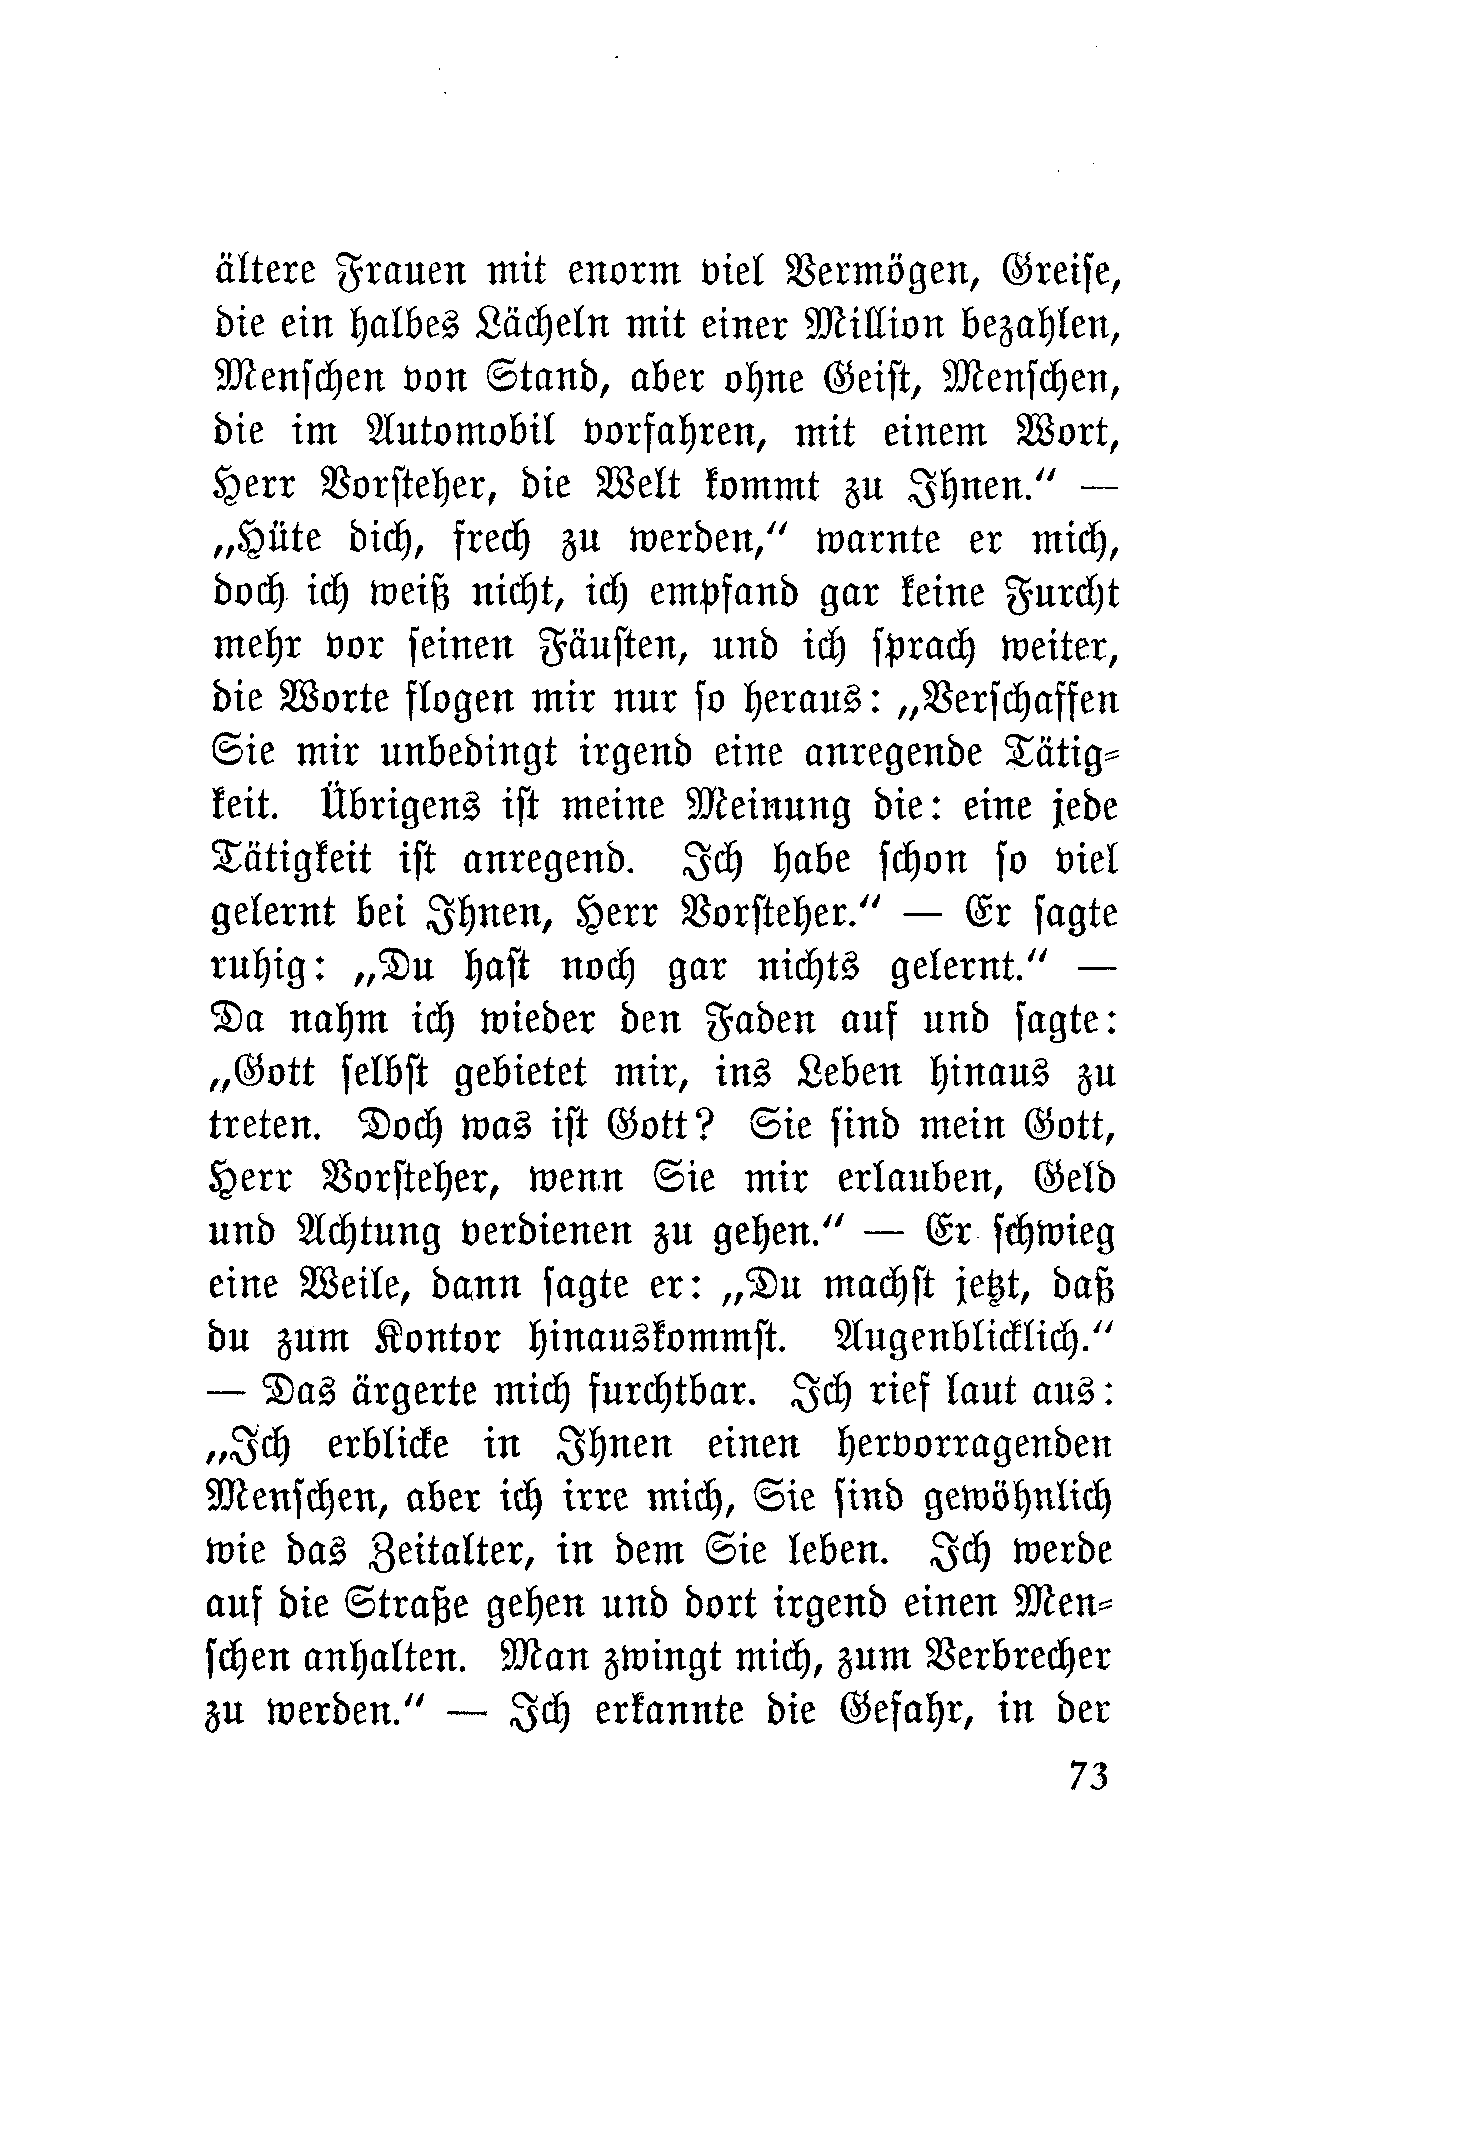 ältere Frauen mit enorm viel Vermögen, Greiſe,
die ein halbes Lächeln mit einer Million bezahlen,
Menſchen von Stand, aber ohne Geiſt, Menſchen,
die im Automobil vorfahren, mit einem Wort,
Herr Vorſteher, die Welt kommt zu Ihnen.“ —
„Hüte dich, frech zu werden,“ warnte er mich,
doch ich weiß nicht, ich empfand gar keine Furcht
mehr vor ſeinen Fäuſten, und ich ſprach weiter,
die Worte flogen mir nur ſo heraus: „Verſchaffen
Sie mir unbedingt irgend eine anregende Tätig⸗
keit. Übrigens iſt meine Meinung die: eine jede
Tätigkeit iſt anregend. Ich habe ſchon ſo viel
gelernt bei Ihnen, Herr Vorſteher.“ — Er ſagte
ruhig: „Du haſt noch gar nichts gelernt.“ —
Da nahm ich wieder den Faden auf und ſagte:
„Gott ſelbſt gebietet mir, ins Leben hinaus zu
treten. Doch was iſt Gott? Sie ſind mein Gott,
Herr Vorſteher, wenn Sie mir erlauben, Geld
und Achtung verdienen zu gehen.“ — Er ſchwieg
eine Weile, dann ſagte er: „Du machſt jetzt, daß
du zum Kontor hinauskommſt. Augenblicklich.“
— Das ärgerte mich furchtbar. Ich rief laut aus:
„Ich erblicke in Ihnen einen hervorragenden
Menſchen, aber ich irre mich, Sie ſind gewöhnlich
wie das Zeitalter, in dem Sie leben. Ich werde
auf die Straße gehen und dort irgend einen Men⸗
ſchen anhalten. Man zwingt mich, zum Verbrecher
zu werden.“ — Ich erkannte die Gefahr, in der
73